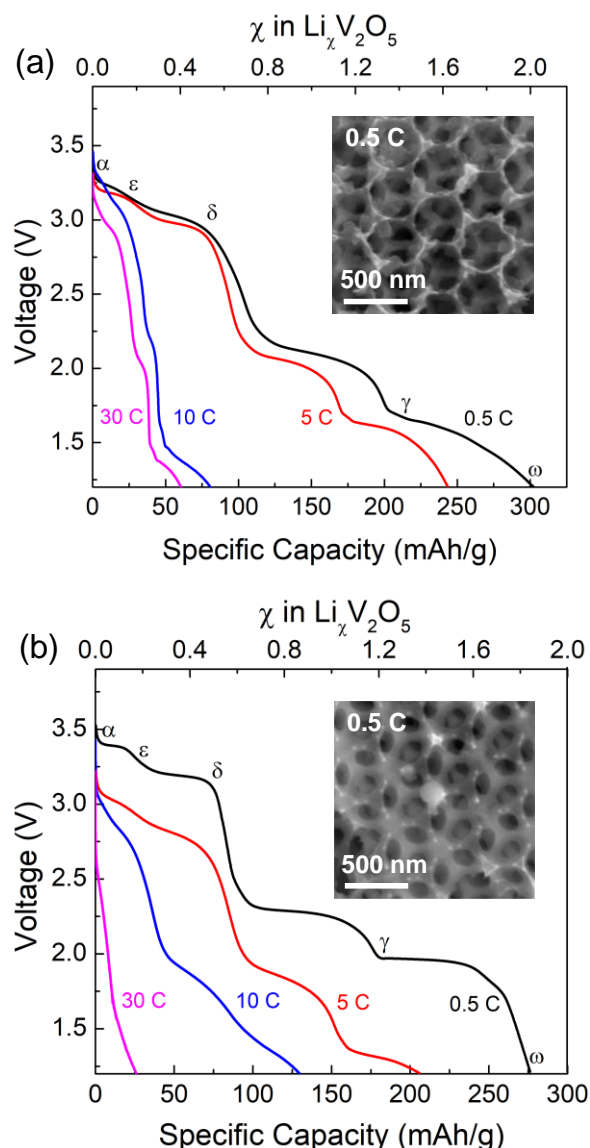 χ in LiχV2O5
(a)
0.0 0.4 0.8 1.2 1.6 2.0
3.5
3.0
2.5
2.0
1.5
Voltage (V)
α
ε
δ
γ
ω
0.5 C
500 nm
30 C
10 C
5 C
0.5 C
0 50 100 150 200 250 300
Specific Capacity (mAh/g)
χ in LiχV2O5
(b)
0.0 0.4 0.8 1.2 1.6 2.0
3.5
3.0
2.5
2.0
1.5
Voltage (V)
α
ε
δ
γ
ω
0.5 C
500 nm
30 C
10 C
5 C
0.5 C
0 50 100 150 200 250 300
Specific Capacity (mAh/g)